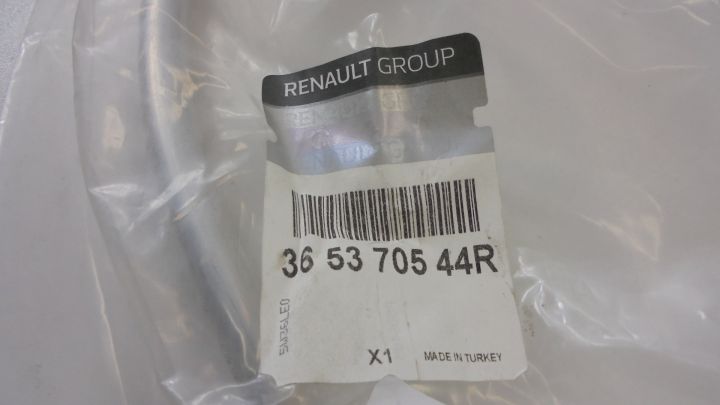 RENAULT GROUP
36 53 705 44R
X1
MADE IN TURKEY